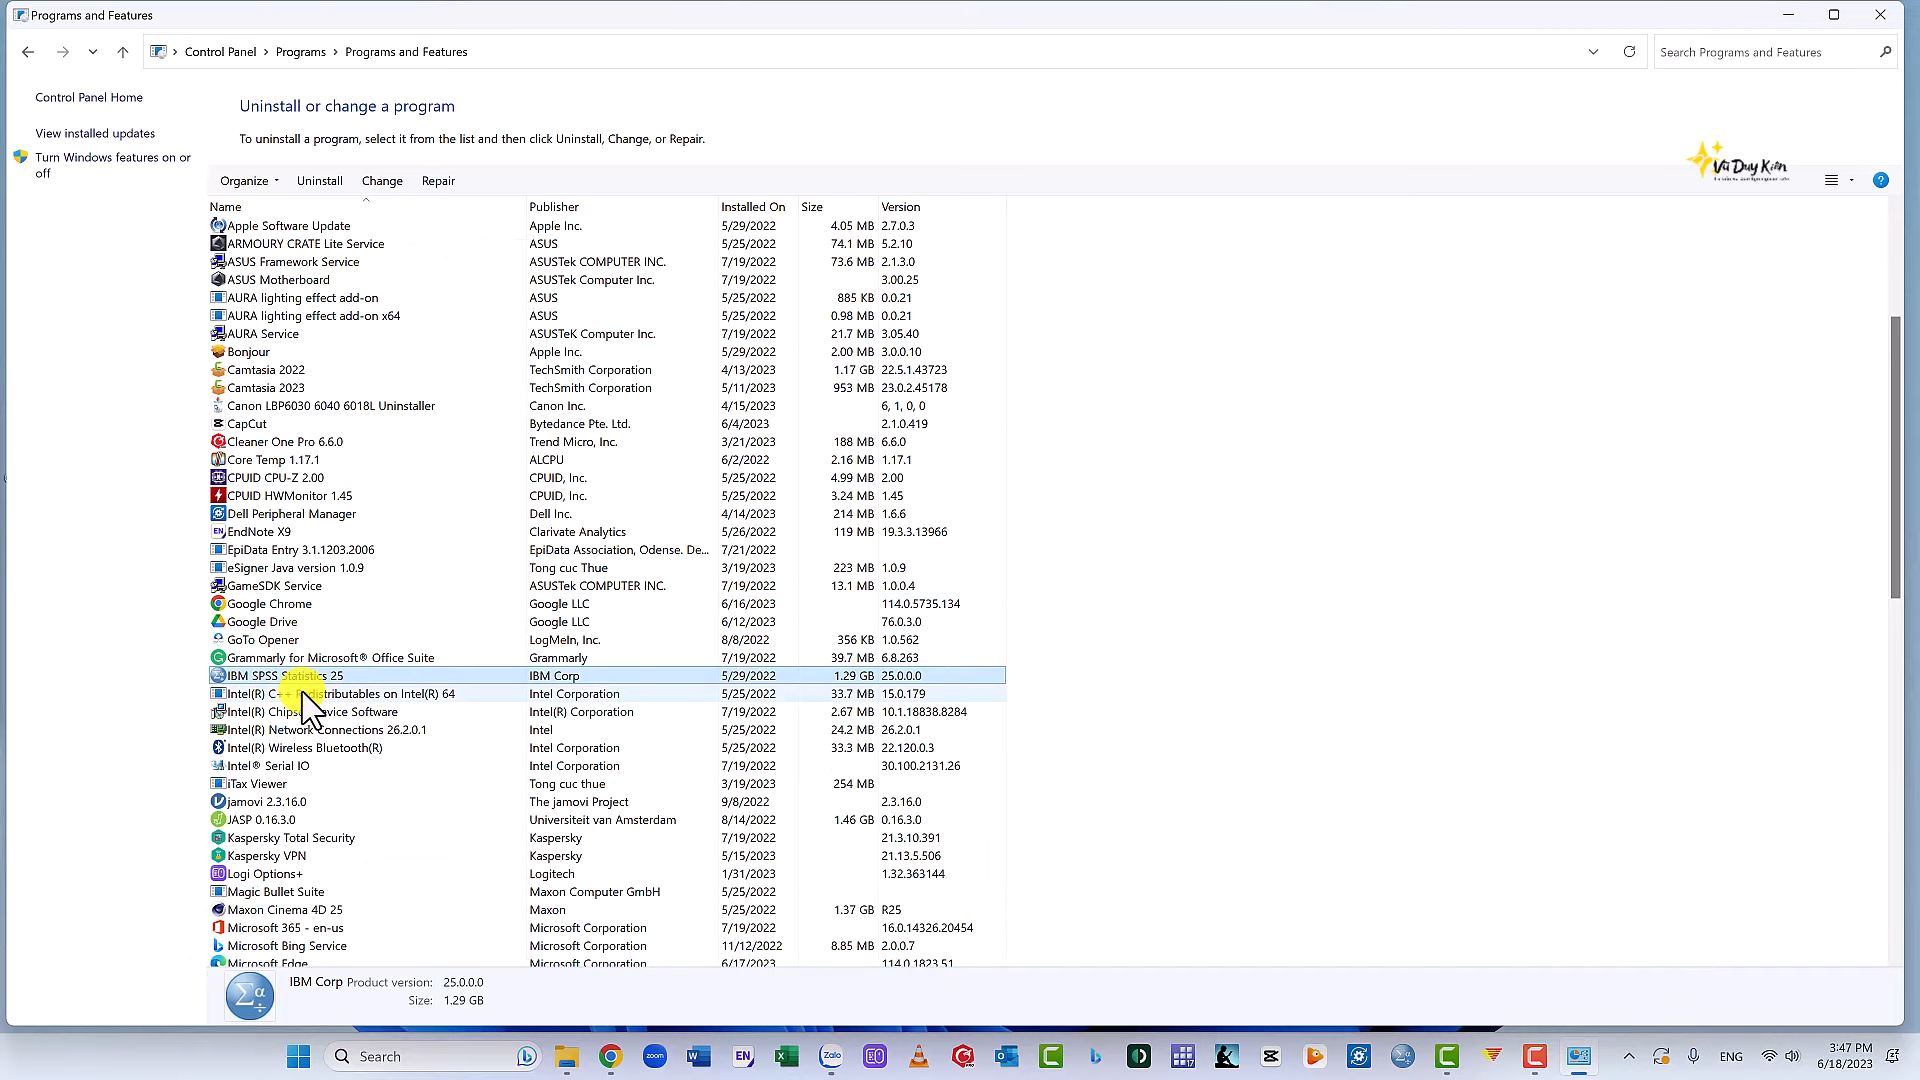 Programs and Features
Control Panel > Programs > Programs and Features
Search Programs and Features
Control Panel Home
View installed updates
Turn Windows features on or
off
Uninstall or change a program
To uninstall a program, select it from the list and then click Uninstall, Change, or Repair.
Vũ Duy Kiên
Organize Uninstall Change Repair
Name Publisher Installed On Size Version
Apple Software Update Apple Inc. 5/29/2022 4.05 MB 2.7.0.3
ARMOURY CRATE Lite Service ASUS 5/25/2022 74.1 MB 5.2.10
ASUS Framework Service ASUSTek COMPUTER INC. 7/19/2022 73.6 MB 2.1.3.0
ASUS Motherboard ASUSTek Computer Inc. 7/19/2022 3.00.25
AURA lighting effect add-on ASUS 5/25/2022 885 KB 0.0.21
AURA lighting effect add-on x64 ASUS 5/25/2022 0.98 MB 0.0.21
AURA Service ASUSTeK Computer Inc. 7/19/2022 21.7 MB 3.05.40
Bonjour Apple Inc. 5/29/2022 2.00 MB 3.0.0.10
Camtasia 2022 TechSmith Corporation 4/13/2023 1.17 GB 22.5.1.43723
Camtasia 2023 TechSmith Corporation 5/11/2023 953 MB 23.0.2.45178
Canon LBP6030 6040 6018L Uninstaller Canon Inc. 4/15/2023 6, 1, 0, 0
CapCut Bytedance Pte. Ltd. 6/4/2023 2.1.0.419
Cleaner One Pro 6.6.0 Trend Micro, Inc. 3/21/2023 188 MB 6.6.0
Core Temp 1.17.1 ALCPU 6/2/2022 2.16 MB 1.17.1
CPUID CPU-Z 2.00 CPUID, Inc. 5/25/2022 4.99 MB 2.00
CPUID HWMonitor 1.45 CPUID, Inc. 5/25/2022 3.24 MB 1.45
Dell Peripheral Manager Dell Inc. 4/14/2023 214 MB 1.6.6
EndNote X9 Clarivate Analytics 5/26/2022 119 MB 19.3.3.13966
EpiData Entry 3.1.1203.2006 EpiData Association, Odense. De... 7/21/2022
eSigner Java version 1.0.9 Tong cuc Thue 3/19/2023 223 MB 1.0.9
GameSDK Service ASUSTek COMPUTER INC. 7/19/2022 13.1 MB 1.0.0.4
Google Chrome Google LLC 6/16/2023 114.0.5735.134
Google Drive Google LLC 6/12/2023 76.0.3.0
GoTo Opener LogMeIn, Inc. 8/8/2022 356 KB 1.0.562
Grammarly for Microsoft® Office Suite Grammarly 7/19/2022 39.7 MB 6.8.263
IBM SPSS Statistics 25 IBM Corp 5/29/2022 1.29 GB 25.0.0.0
Intel(R) C++ Redistributables on Intel(R) 64 Intel Corporation 5/25/2022 33.7 MB 15.0.179
Intel(R) Chipset Device Software Intel(R) Corporation 7/19/2022 2.67 MB 10.1.18838.8284
Intel(R) Network Connections 26.2.0.1 Intel 5/25/2022 24.2 MB 26.2.0.1
Intel(R) Wireless Bluetooth(R) Intel Corporation 5/25/2022 33.3 MB 22.120.0.3
Intel® Serial IO Intel Corporation 7/19/2022 30.100.2131.26
iTax Viewer Tong cuc thue 3/19/2023 254 MB
jamovi 2.3.16.0 The jamovi Project 9/8/2022 2.3.16.0
JASP 0.16.3.0 Universiteit van Amsterdam 8/14/2022 1.46 GB 0.16.3.0
Kaspersky Total Security Kaspersky 7/19/2022 21.3.10.391
Kaspersky VPN Kaspersky 5/15/2023 21.13.5.506
Logi Options+ Logitech 1/31/2023 1.32.363144
Magic Bullet Suite Maxon Computer GmbH 5/25/2022
Maxon Cinema 4D 25 Maxon 5/25/2022 1.37 GB R25
Microsoft 365 - en-us Microsoft Corporation 7/19/2022 16.0.14326.20454
Microsoft Bing Service Microsoft Corporation 11/12/2022 8.85 MB 2.0.0.7
Microsoft Edge Microsoft Corporation 6/17/2023 114.0.1823.51
IBM Corp Product version: 25.0.0.0
Size: 1.29 GB
Search zoom EN Zalo ENG 3:47 PM
6/18/2023